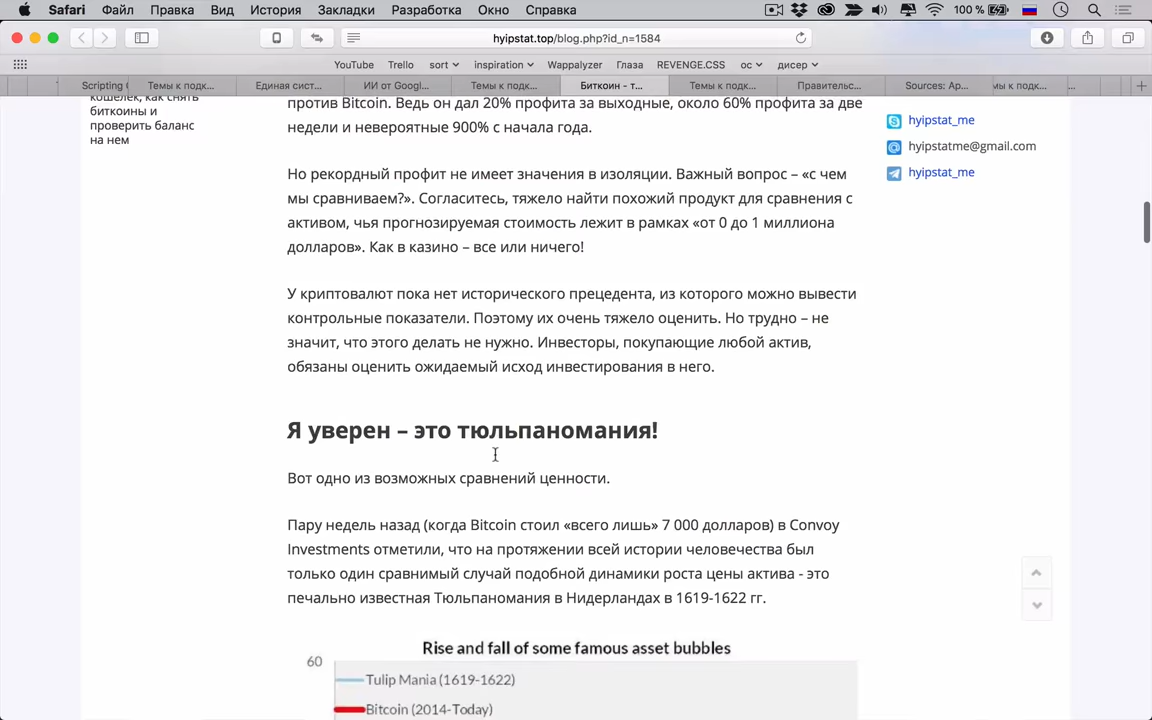 Safari Файл Правка Вид История Закладки Разработка Окно Справка 100 %
hyipstat.top/blog.php?id_n=1584
YouTube Trello sort inspiration Wappalyzer Глаза REVENGE.CSS ос дисер
Scripting Темы к подк... Единая сист... ИИ от Googl... Темы к подк... Биткоин - т... Темы к подк... Правительс... Sources: Ap... мы к подк...
кошелек, как снять
биткоины и
проверить баланс
на нем
против Bitcoin. Ведь он дал 20% профита за выходные, около 60% профита за две
недели и невероятные 900% с начала года.
hyipstat_me
hyipstatme@gmail.com
hyipstat_me
Но рекордный профит не имеет значения в изоляции. Важный вопрос – «с чем
мы сравниваем?». Согласитесь, тяжело найти похожий продукт для сравнения с
активом, чья прогнозируемая стоимость лежит в рамках «от 0 до 1 миллиона
долларов». Как в казино – все или ничего!
У криптовалют пока нет исторического прецедента, из которого можно вывести
контрольные показатели. Поэтому их очень тяжело оценить. Но трудно – не
значит, что этого делать не нужно. Инвесторы, покупающие любой актив,
обязаны оценить ожидаемый исход инвестирования в него.
Я уверен – это тюльпаномания!
Вот одно из возможных сравнений ценности.
Пару недель назад (когда Bitcoin стоил «всего лишь» 7 000 долларов) в Convoy
Investments отметили, что на протяжении всей истории человечества был
только один сравнимый случай подобной динамики роста цены актива - это
печально известная Тюльпаномания в Нидерландах в 1619-1622 гг.
Rise and fall of some famous asset bubbles
60
Tulip Mania (1619-1622)
Bitcoin (2014-Today)